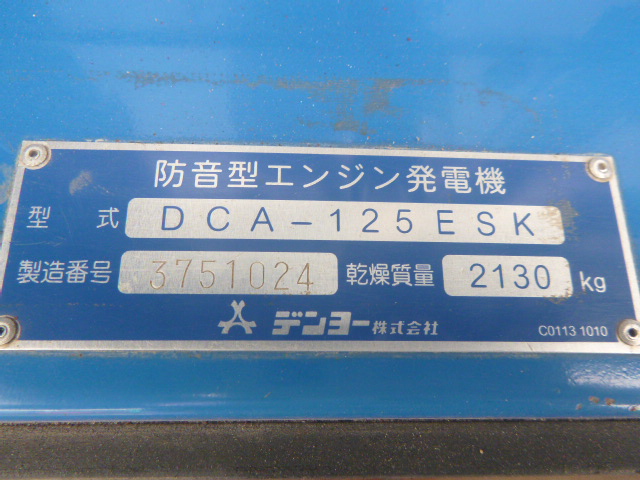 防音型エンジン発電機
型式 DCA-125ESK
製造番号 3751024 乾燥質量 2130 kg
デンヨー株式会社 C0113 1010